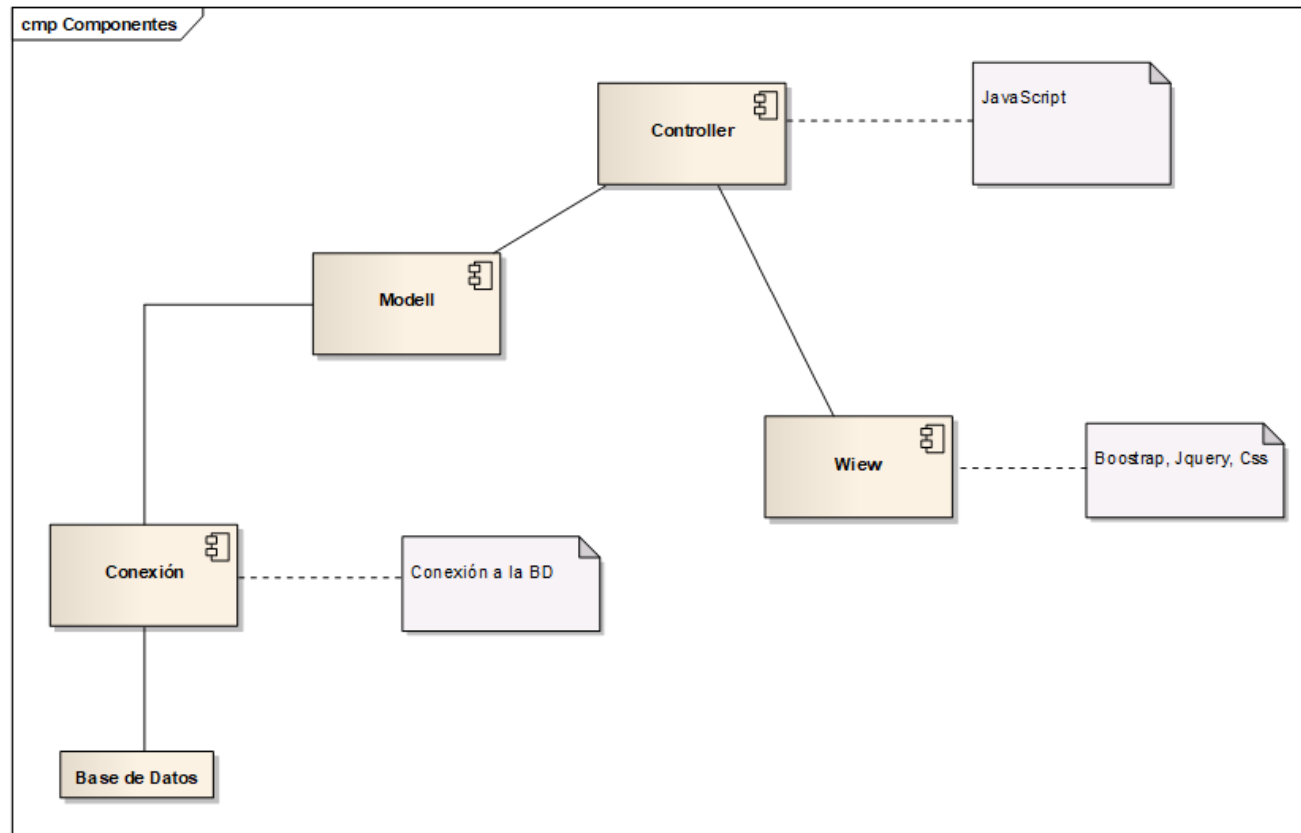 cmp Componentes
Controller
JavaScript
Modell
Wiew
Boostrap, Jquery, Css
Conexión
Conexión a la BD
Base de Datos